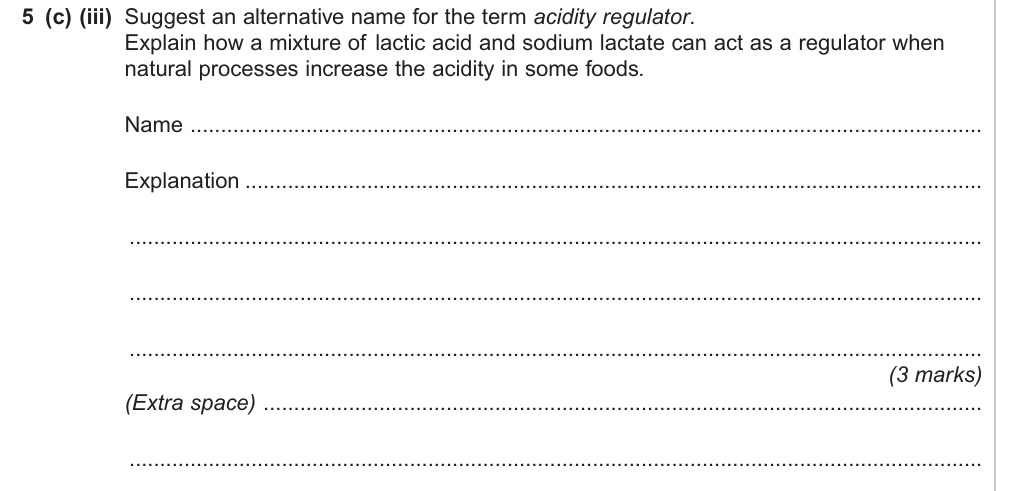 5 (c) (iii) Suggest an alternative name for the term acidity regulator.
Explain how a mixture of lactic acid and sodium lactate can act as a regulator when
natural processes increase the acidity in some foods.
Name ....................................................................................................................................
Explanation ...........................................................................................................................
..............................................................................................................................................
..............................................................................................................................................
..............................................................................................................................................
(3 marks)
(Extra space) ........................................................................................................................
..............................................................................................................................................